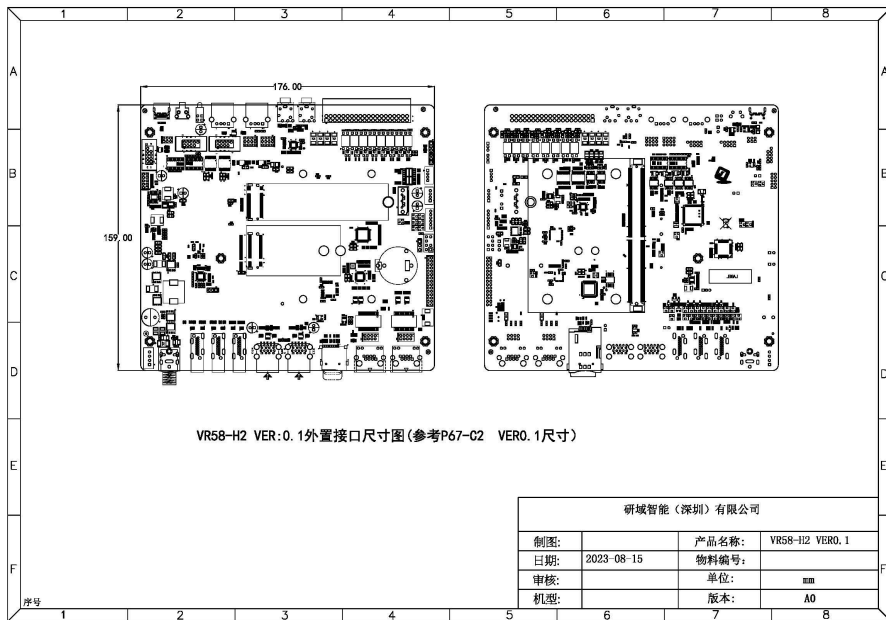 1 2 3 4 5 6 7 8
A A
176.00
B B
159.00
C C
D D
VR58-H2 VER:0.1外置接口尺寸图(参考P67-C2 VER0.1尺寸)
E E
研域智能（深圳）有限公司
制图: 产品名称: VR58-H2 VER0.1
日期: 2023-08-15 物料编号:
F F
审核: 单位: mm
机型: 版本: A0
序号
1 2 3 4 5 6 7 8